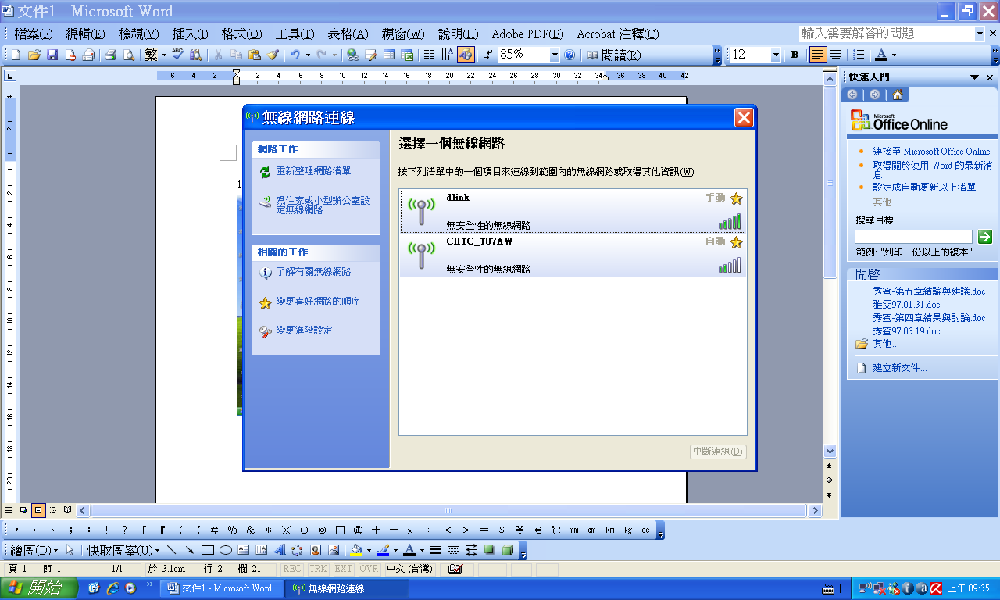 文件1 - Microsoft Word
檔案(F) 編輯(E) 檢視(V) 插入(I) 格式(O) 工具(T) 表格(A) 視窗(W) 說明(H) Adobe PDF(B) Acrobat 注釋(C) 輸入需要解答的問題
繁 85% 閱讀(R) 12 B A
6 4 2 2 4 6 8 10 12 14 16 18 20 22 24 26 28 30 32 34 36 38 40 42
快速入門
Microsoft
Office Online
連接至 Microsoft Office Online
取得關於使用 Word 的最新消
息
設定成自動更新以上清單
其他...
搜尋目標:
範例: "列印一份以上的複本"
開啓
秀蜜-第五章結論與建議.doc
雅雯97.01.31.doc
秀蜜-第四章結果與討論.doc
秀蜜97.03.19.doc
其他...
建立新文件...
1
無線網路連線
網路工作
重新整理網路清單
為住家或小型辦公室設
定無線網路
相關的工作
了解有關無線網路
變更喜好網路的順序
變更進階設定
選擇一個無線網路
按下列清單中的一個項目來連線到範圍內的無線網路或取得其他資訊(W)
dlink 手動
無安全性的無線網路
CHTC_T07AW 自動
無安全性的無線網路
中斷連線(D)
, 。 、 ; : ! ? 『 』 ( 【 # % & * ※ ○ ◎ □ ＋ － × ÷ < > = $ ¥ € ℃ mm cm km kg cc
繪圖(D) 快取圖案(U) A
頁 1 節 1 1/1 於 3.1cm 行 2 欄 21 REC TRK EXT OVR 中文 (台灣)
開始 文件1 - Microsoft Word 無線網路連線 上午 09:35